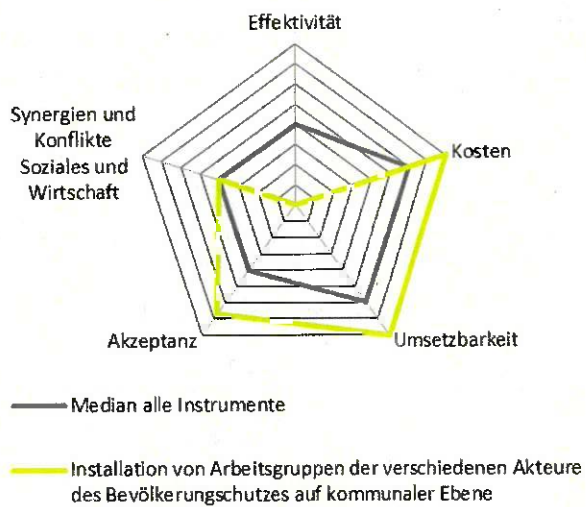 Effektivität
Synergien und
Konflikte
Soziales und
Wirtschaft
Kosten
Akzeptanz
Umsetzbarkeit
Median alle Instrumente
Installation von Arbeitsgruppen der verschiedenen Akteure
des Bevölkerungschutzes auf kommunaler Ebene